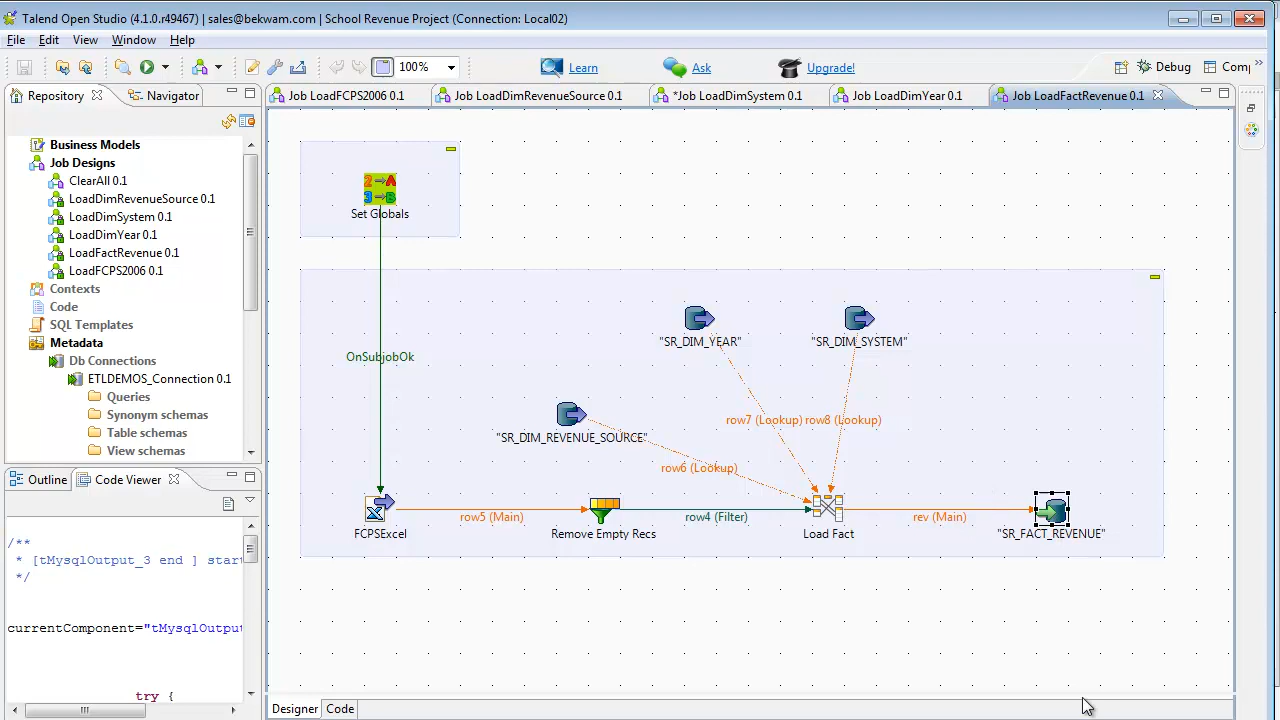 Talend Open Studio (4.1.0.r49467) | sales@bekwam.com | School Revenue Project (Connection: Local02)
File Edit View Window Help
100% Learn Ask Upgrade! Debug Comp
Repository Navigator
Job LoadFCPS2006 0.1 Job LoadDimRevenueSource 0.1 *Job LoadDimSystem 0.1 Job LoadDimYear 0.1 Job LoadFactRevenue 0.1
Business Models
Job Designs
ClearAll 0.1
LoadDimRevenueSource 0.1
LoadDimSystem 0.1
LoadDimYear 0.1
LoadFactRevenue 0.1
LoadFCPS2006 0.1
Contexts
Code
SQL Templates
Metadata
Db Connections
ETLDEMOS_Connection 0.1
Queries
Synonym schemas
Table schemas
View schemas
Outline Code Viewer
/**
* [tMysqlOutput_3 end ] start
*/
currentComponent="tMysqlOutput
try {
2 A
3 B
Set Globals
OnSubjobOk
"SR_DIM_YEAR"
"SR_DIM_SYSTEM"
row7 (Lookup) row8 (Lookup)
"SR_DIM_REVENUE_SOURCE"
row6 (Lookup)
row5 (Main)
row4 (Filter)
rev (Main)
FCPSExcel
Remove Empty Recs
Load Fact
"SR_FACT_REVENUE"
Designer Code